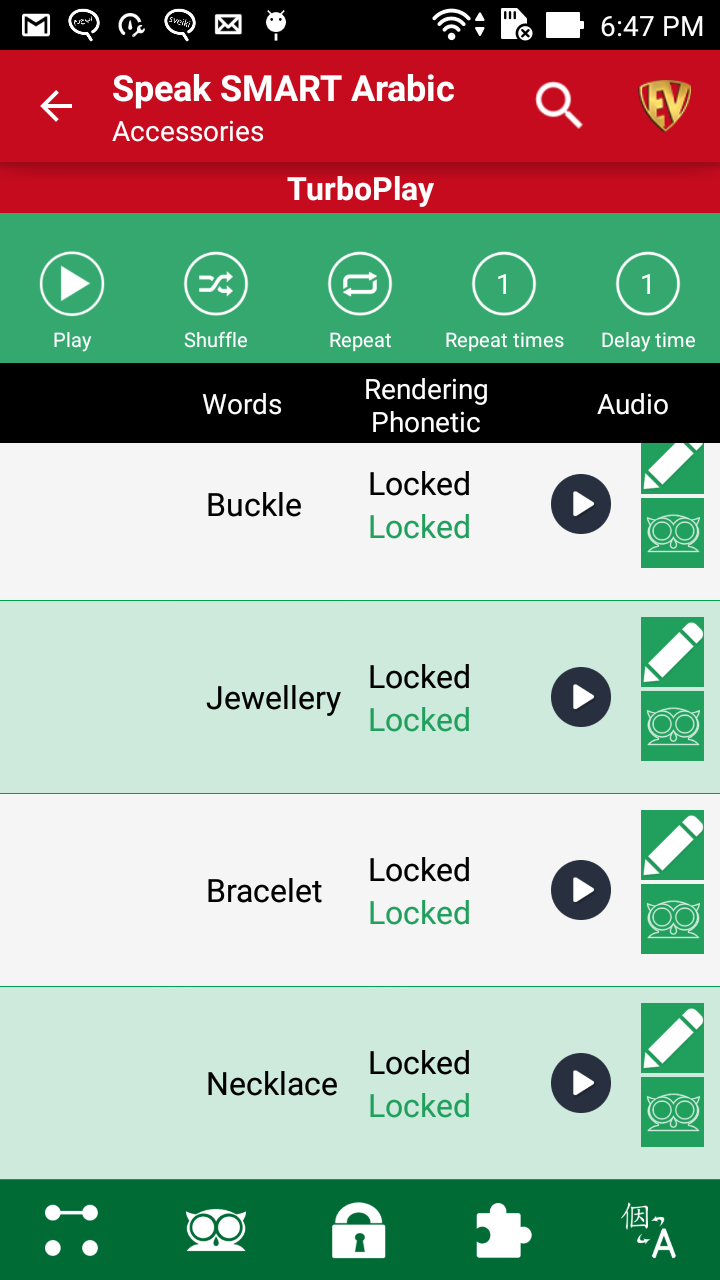 6:47 PM
Speak SMART Arabic
EV
Accessories
TurboPlay
1
1
Play
Shuffle
Repeat
Repeat times
Delay time
Words
Rendering
Phonetic
Audio
Buckle
Locked
Locked
Jewellery
Locked
Locked
Bracelet
Locked
Locked
Necklace
Locked
Locked
個
A